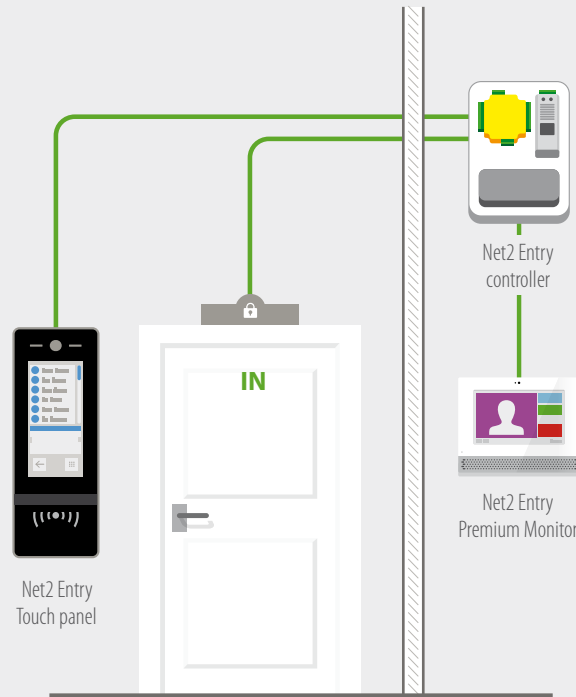 Net2 Entry
controller
IN
Net2 Entry
Premium Monitor
Net2 Entry
Touch panel